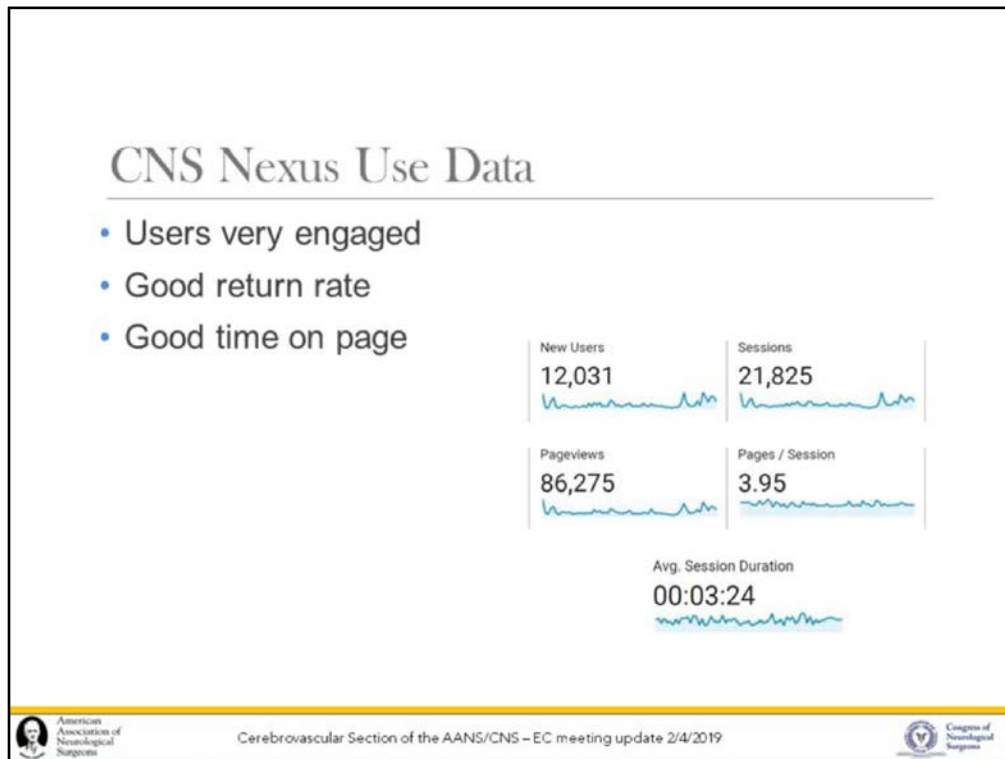 CNS Nexus Use Data
• Users very engaged
• Good return rate
• Good time on page
New Users
12,031
Sessions
21,825
Pageviews
86,275
Pages / Session
3.95
Avg. Session Duration
00:03:24
American
Association of
Neurological
Surgeons
Cerebrovascular Section of the AANS/CNS – EC meeting update 2/4/2019
Congress of
Neurological
Surgeons